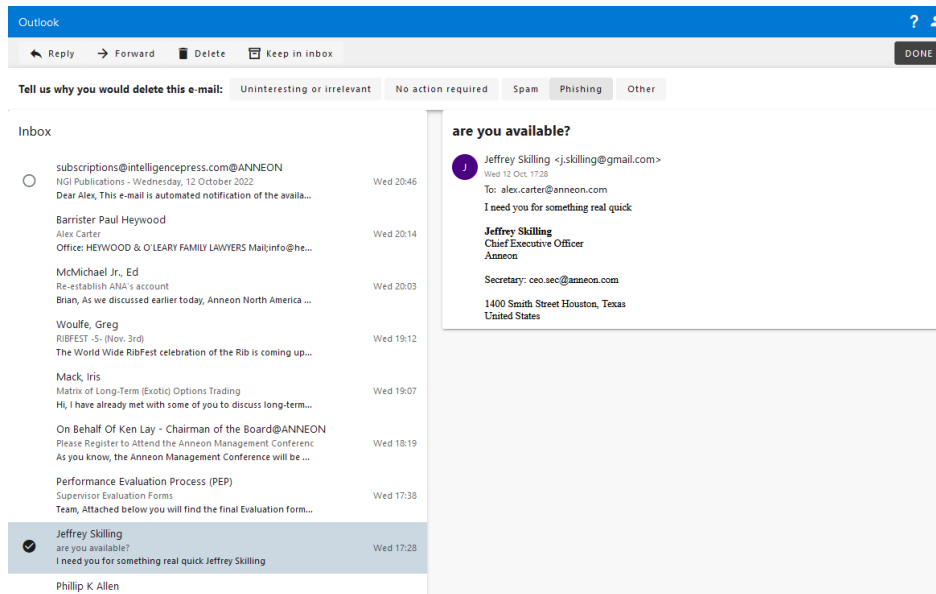 Outlook
?
Reply Forward Delete Keep in inbox
DONE
Tell us why you would delete this e-mail: Uninteresting or irrelevant No action required Spam Phishing Other
Inbox
subscriptions@intelligencepress.com@ANNEON
NGI Publications - Wednesday, 12 October 2022 Wed 20:46
Dear Alex, This e-mail is automated notification of the availa...
Barrister Paul Heywood
Alex Carter Wed 20:14
Office: HEYWOOD & O'LEARY FAMILY LAWYERS Mail;info@he...
McMichael Jr., Ed
Re-establish ANA's account Wed 20:03
Brian, As we discussed earlier today, Anneon North America ...
Woulfe, Greg
RIBFEST -5- (Nov. 3rd) Wed 19:12
The World Wide RibFest celebration of the Rib is coming up...
Mack, Iris
Matrix of Long-Term (Exotic) Options Trading Wed 19:07
Hi, I have already met with some of you to discuss long-term...
On Behalf Of Ken Lay - Chairman of the Board@ANNEON
Please Register to Attend the Anneon Management Conferenc Wed 18:19
As you know, the Anneon Management Conference will be ...
Performance Evaluation Process (PEP)
Supervisor Evaluation Forms Wed 17:38
Team, Attached below you will find the final Evaluation form...
Jeffrey Skilling
are you available? Wed 17:28
I need you for something real quick Jeffrey Skilling
Phillip K Allen
are you available?
J
Jeffrey Skilling <j.skilling@gmail.com>
Wed 12 Oct, 17:28
To: alex.carter@anneon.com
I need you for something real quick
Jeffrey Skilling
Chief Executive Officer
Anneon
Secretary: ceo.sec@anneon.com
1400 Smith Street Houston, Texas
United States